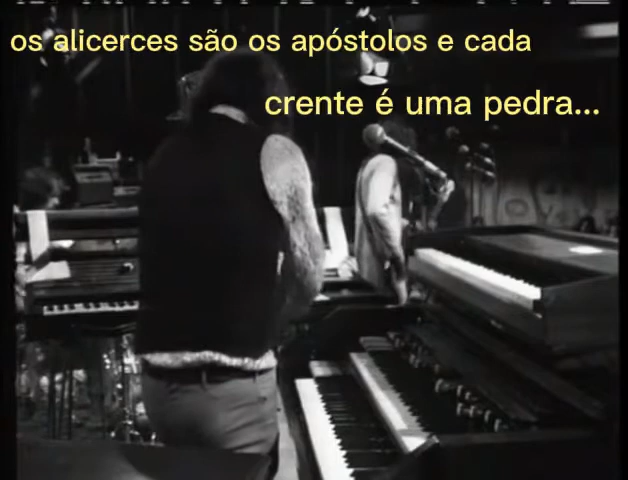 os alicerces são os apóstolos e cada
crente é uma pedra...